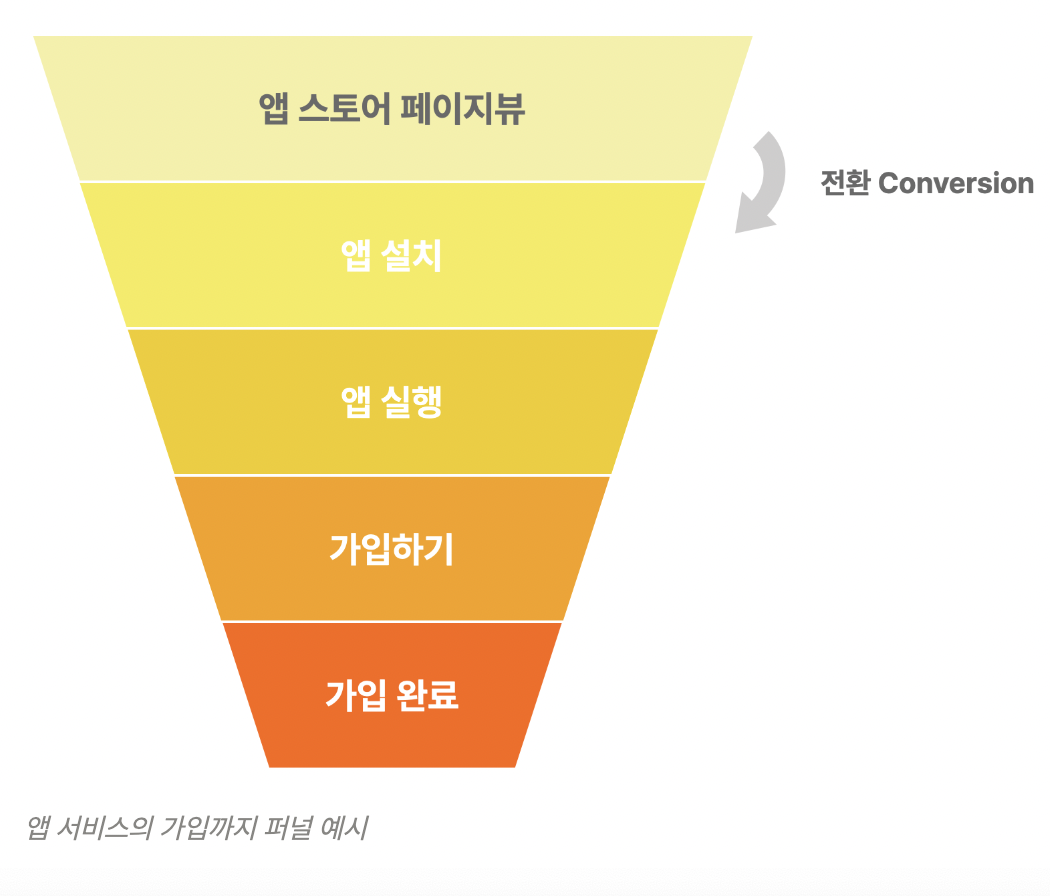 앱 스토어 페이지뷰
전환 Conversion
앱 설치
앱 실행
가입하기
가입 완료
앱 서비스의 가입까지 퍼널 예시